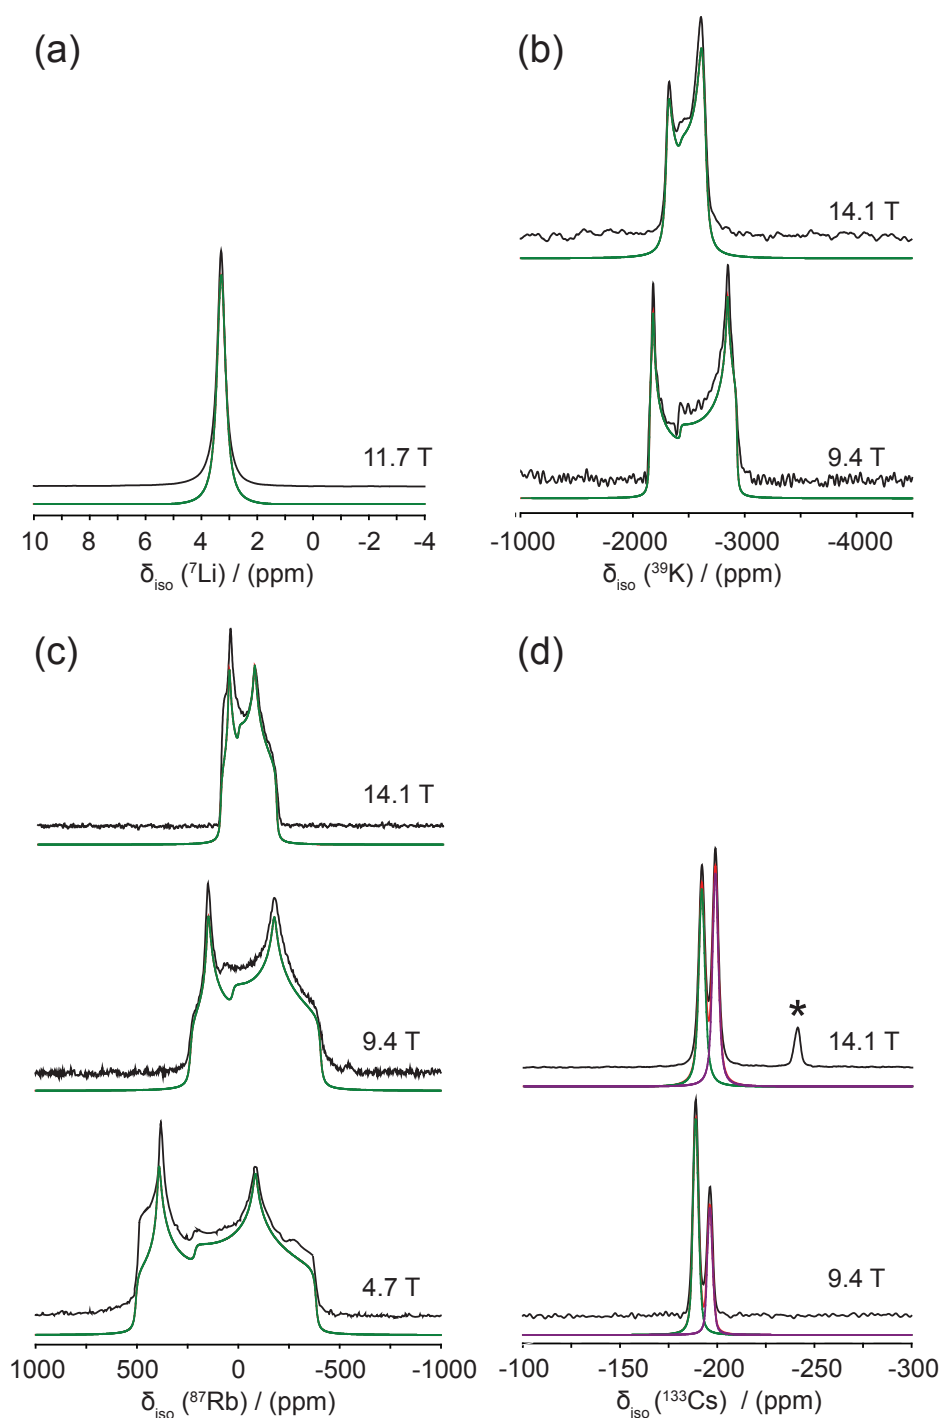 (a)
11.7 T
10 8 6 4 2 0 -2 -4
δiso (⁷Li) / (ppm)
(b)
14.1 T
9.4 T
-1000 -2000 -3000 -4000
δiso (³⁹K) / (ppm)
(c)
14.1 T
9.4 T
4.7 T
1000 500 0 -500 -1000
δiso (⁸⁷Rb) / (ppm)
(d)
*
14.1 T
9.4 T
-100 -150 -200 -250 -300
δiso (¹³³Cs) / (ppm)